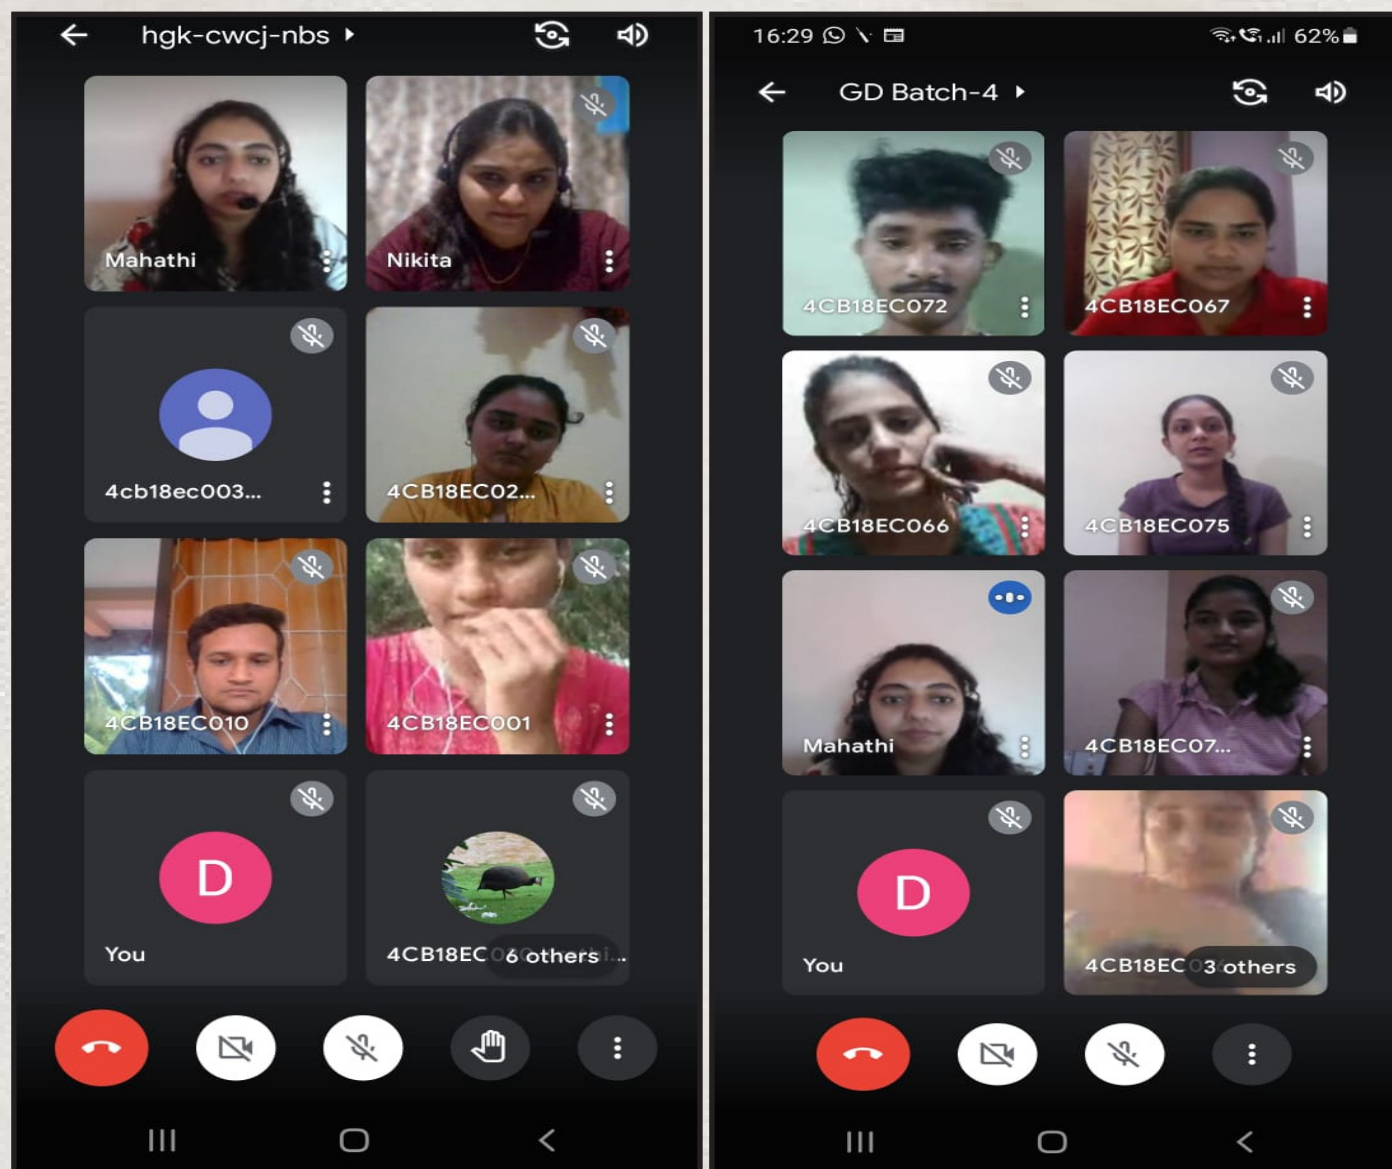 hgk-cwcj-nbs
Mahathi
Nikita
4cb18ec003...
4CB18EC02...
4CB18EC010
4CB18EC001
D
You
4CB18EC
6 others
16:29
62%
GD Batch-4
4CB18EC072
4CB18EC067
4CB18EC066
4CB18EC075
Mahathi
4CB18EC07...
D
You
4CB18EC
3 others